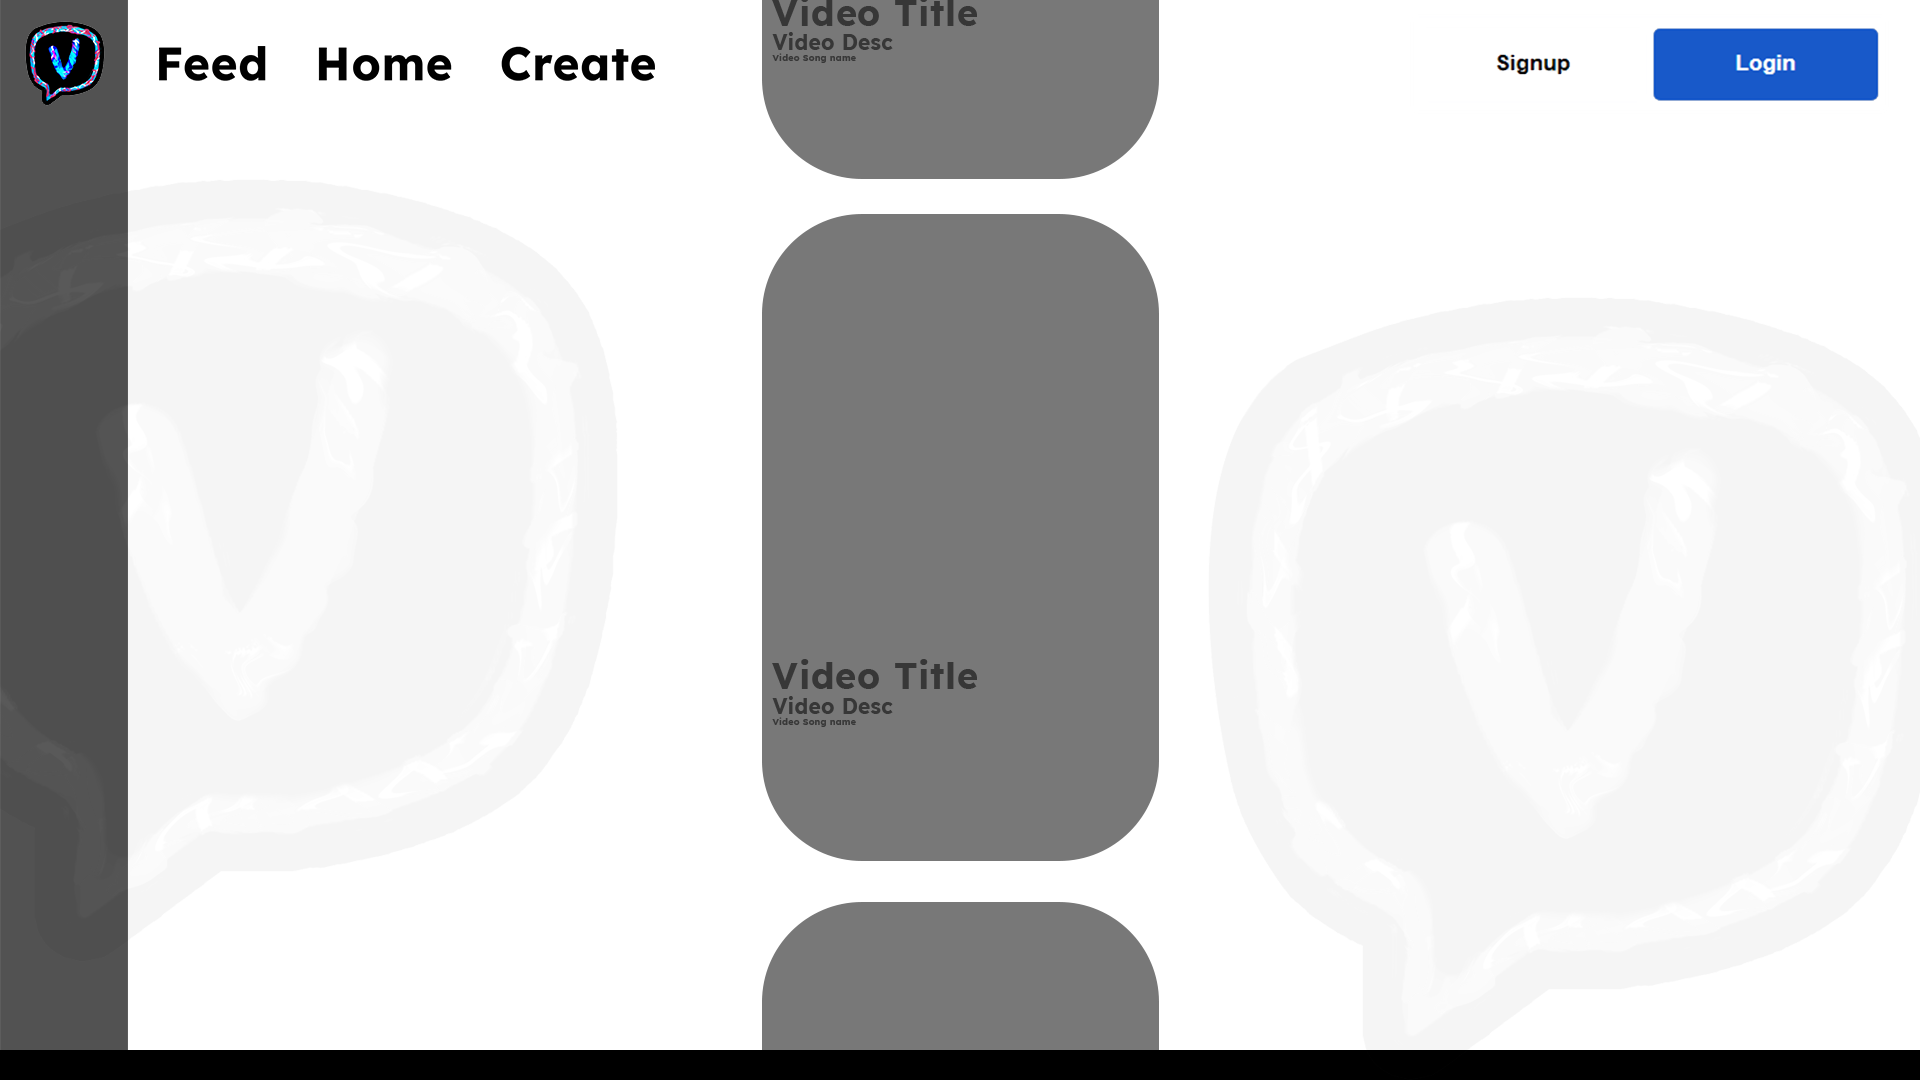 V
Feed Home Create
Video Title
Video Desc
Video Song name
Signup
Login
V
V
Video Title
Video Desc
Video Song name